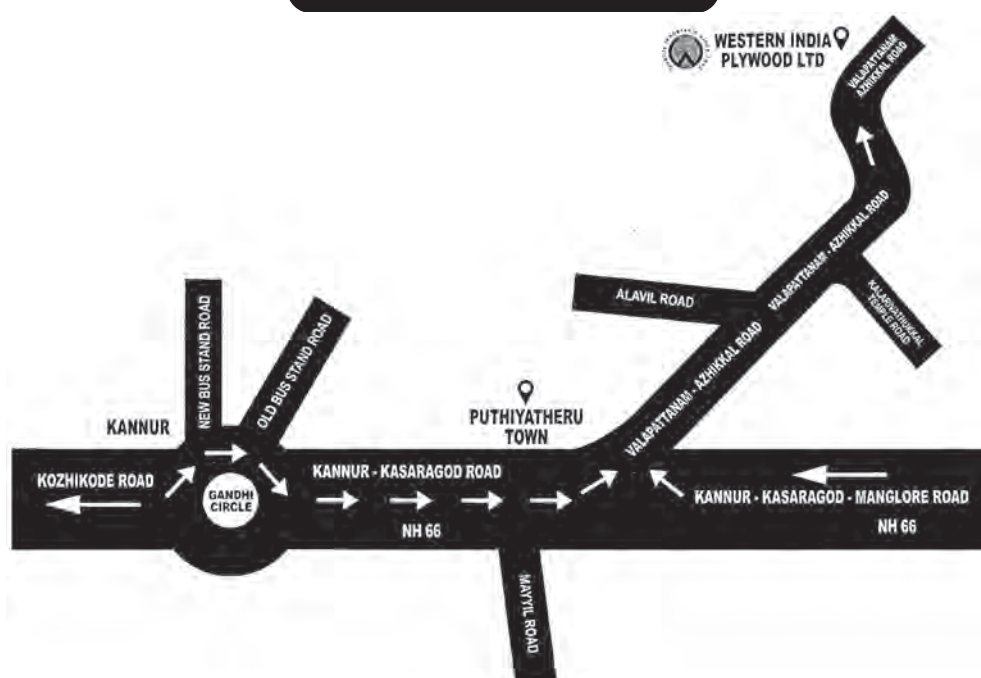 WESTERN INDIA
PLYWOOD LTD
VALAPATTANAM
AZHIKKAL ROAD
VALAPATTANAM - AZHIKKAL ROAD
KALARIVATHUKKAL
TEMPLE ROAD
ALAVIL ROAD
VALAPATTANAM - AZHIKKAL ROAD
NEW BUS STAND ROAD
OLD BUS STAND ROAD
PUTHIYATHERU
TOWN
KANNUR
KOZHIKODE ROAD
GANDHI
CIRCLE
KANNUR - KASARAGOD ROAD
NH 66
KANNUR - KASARAGOD - MANGLORE ROAD
NH 66
MAYYIL ROAD